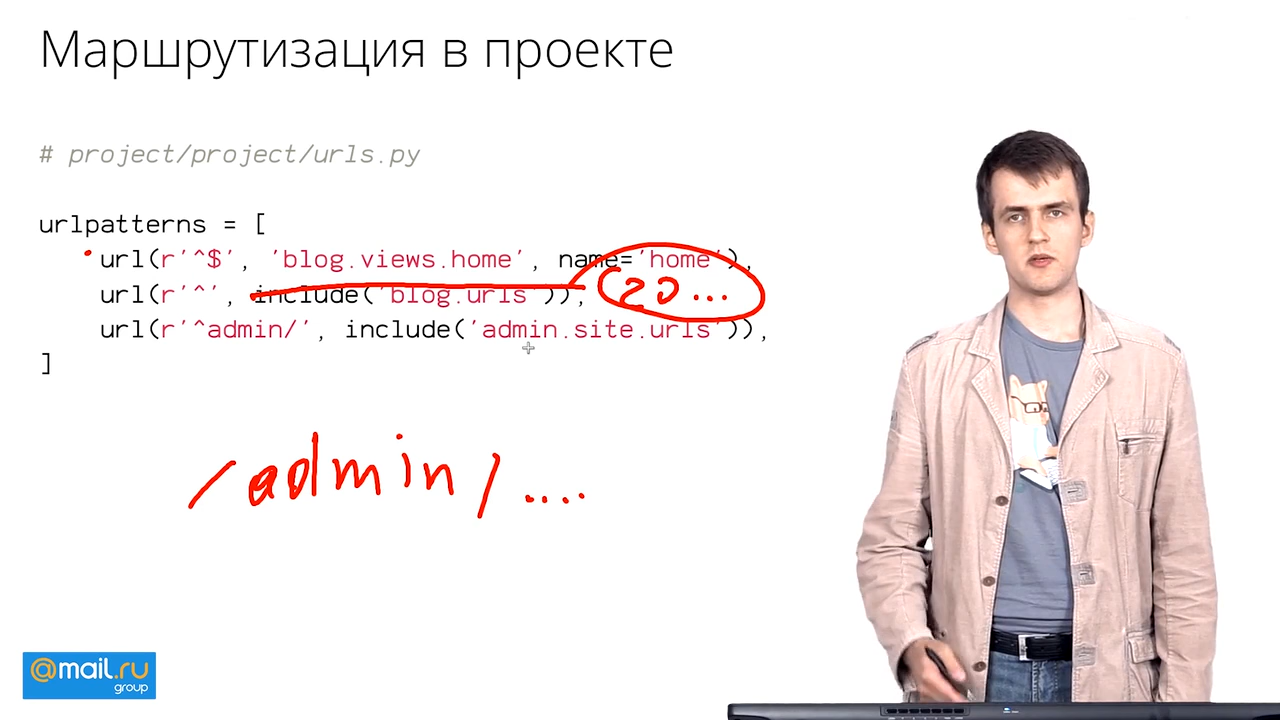 Маршрутизация в проекте
# project/project/urls.py
urlpatterns = [
url(r'^$', 'blog.views.home', name='home'),
url(r'^', include('blog.urls')), 20 ...
url(r'^admin/', include('admin.site.urls')),
]
/admin/....
@mail.ru
group